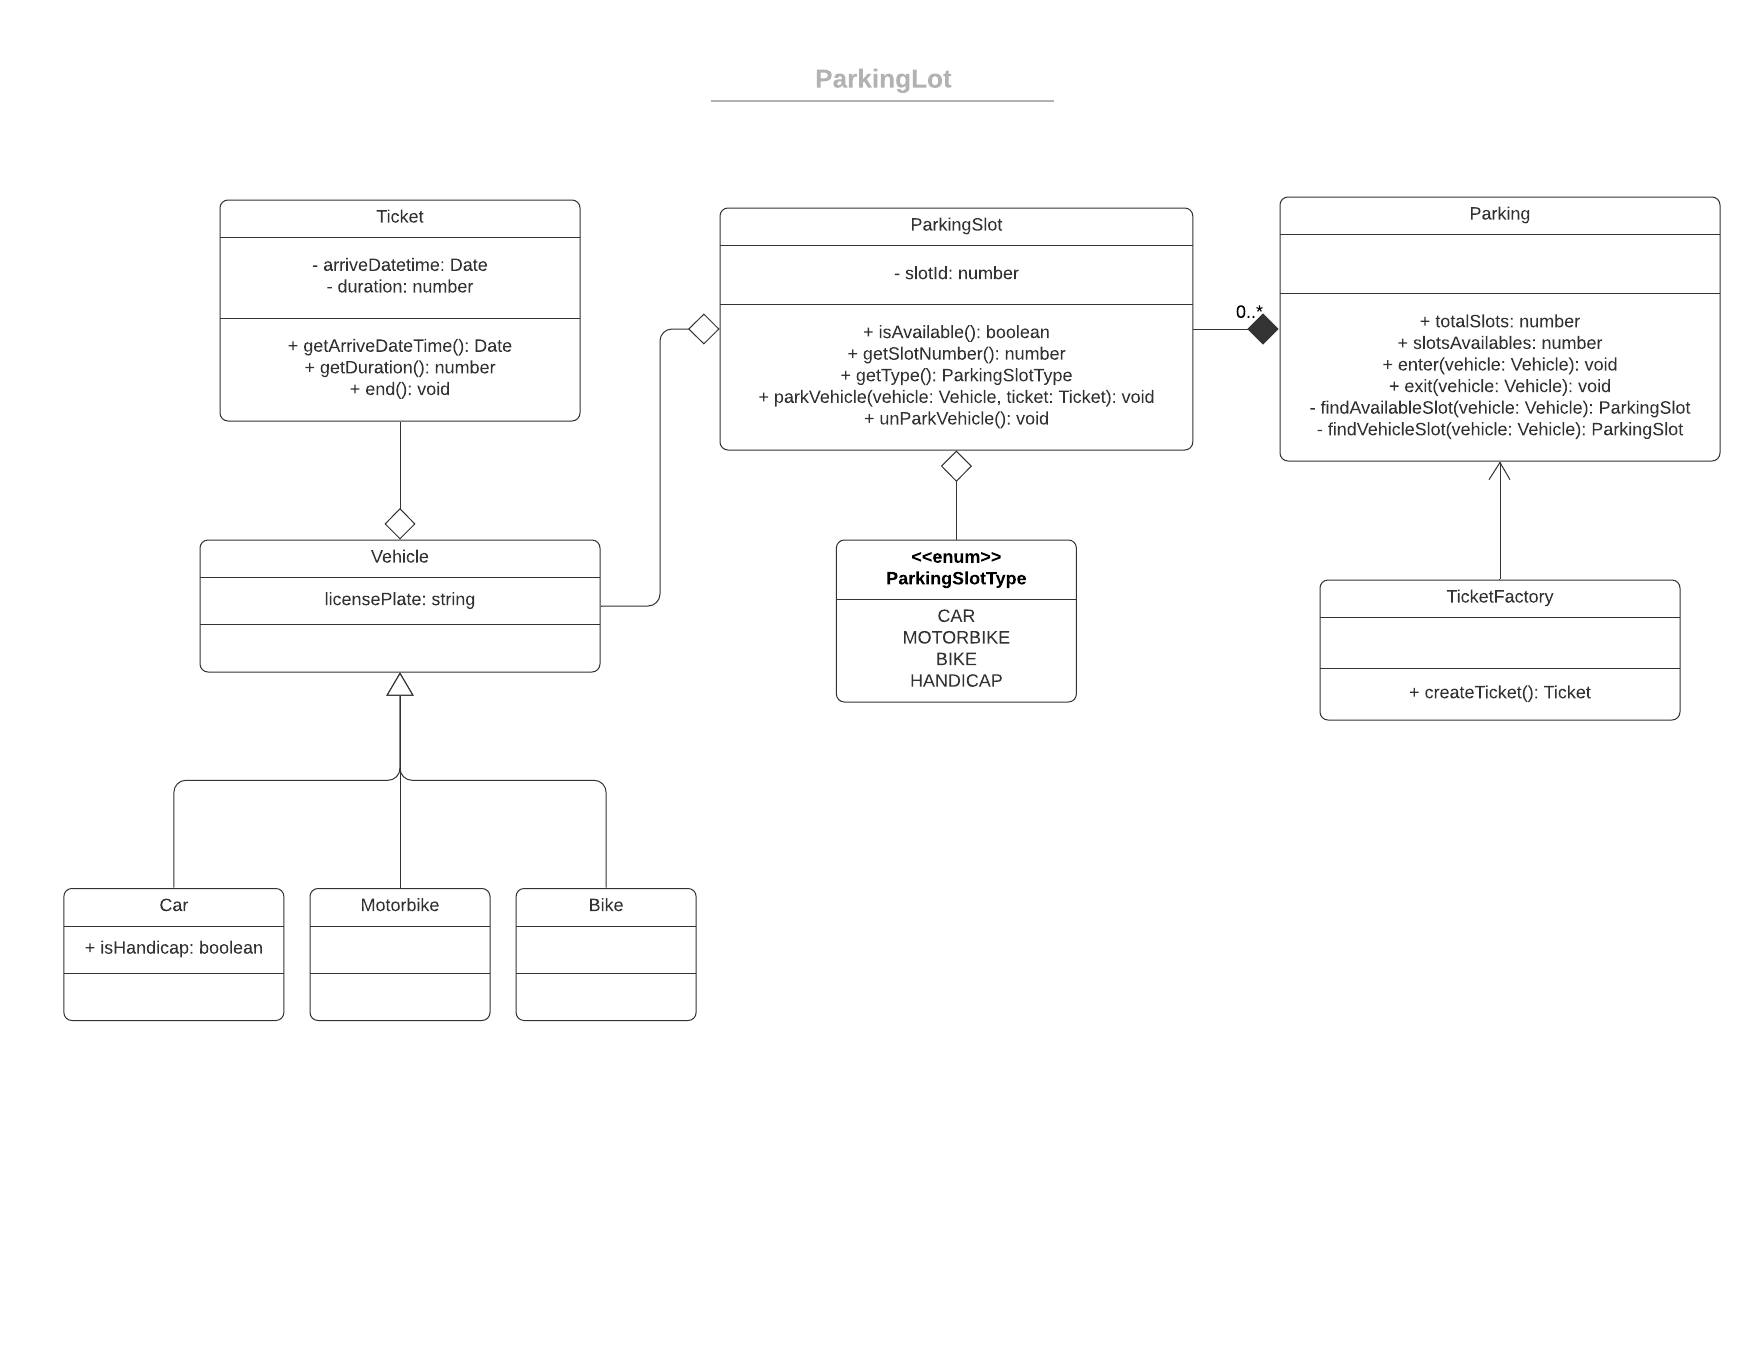 ParkingLot
Ticket
- arriveDatetime: Date
- duration: number
+ getArriveDateTime(): Date
+ getDuration(): number
+ end(): void
ParkingSlot
- slotId: number
+ isAvailable(): boolean
+ getSlotNumber(): number
+ getType(): ParkingSlotType
+ parkVehicle(vehicle: Vehicle, ticket: Ticket): void
+ unParkVehicle(): void
0..*
Parking
+ totalSlots: number
+ slotsAvailables: number
+ enter(vehicle: Vehicle): void
+ exit(vehicle: Vehicle): void
- findAvailableSlot(vehicle: Vehicle): ParkingSlot
- findVehicleSlot(vehicle: Vehicle): ParkingSlot
Vehicle
licensePlate: string
<<enum>>
ParkingSlotType
CAR
MOTORBIKE
BIKE
HANDICAP
TicketFactory
+ createTicket(): Ticket
Car
+ isHandicap: boolean
Motorbike
Bike